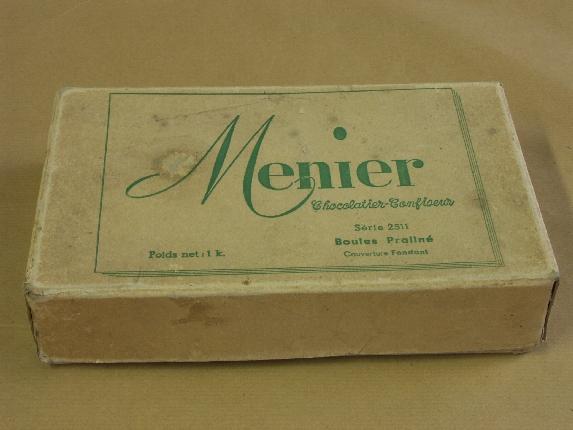 Menier
Chocolatier-Confiseur
Série 2511
Boules Praliné
Couverture Fondant
Poids net : 1 k.